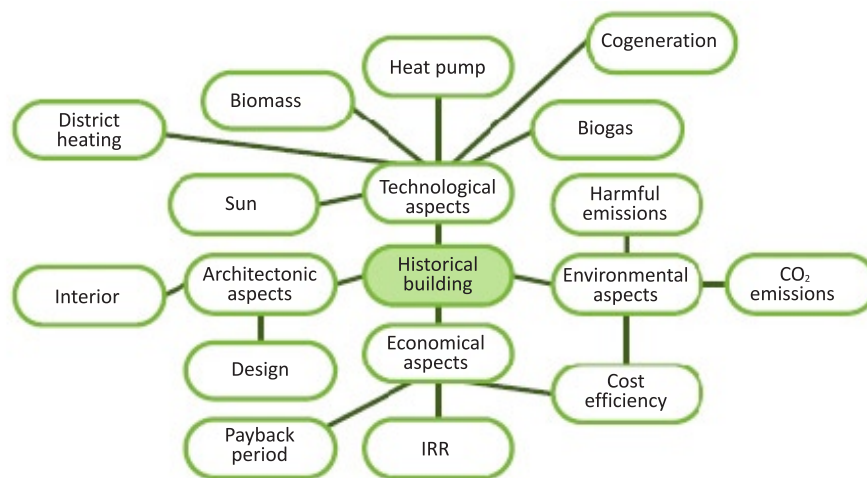 Cogeneration
Heat pump
Biomass
District
heating
Biogas
Technological
aspects
Sun
Harmful
emissions
Historical
building
Architectonic
aspects
Interior
Environmental
aspects
CO₂
emissions
Economical
aspects
Design
Cost
efficiency
Payback
period
IRR